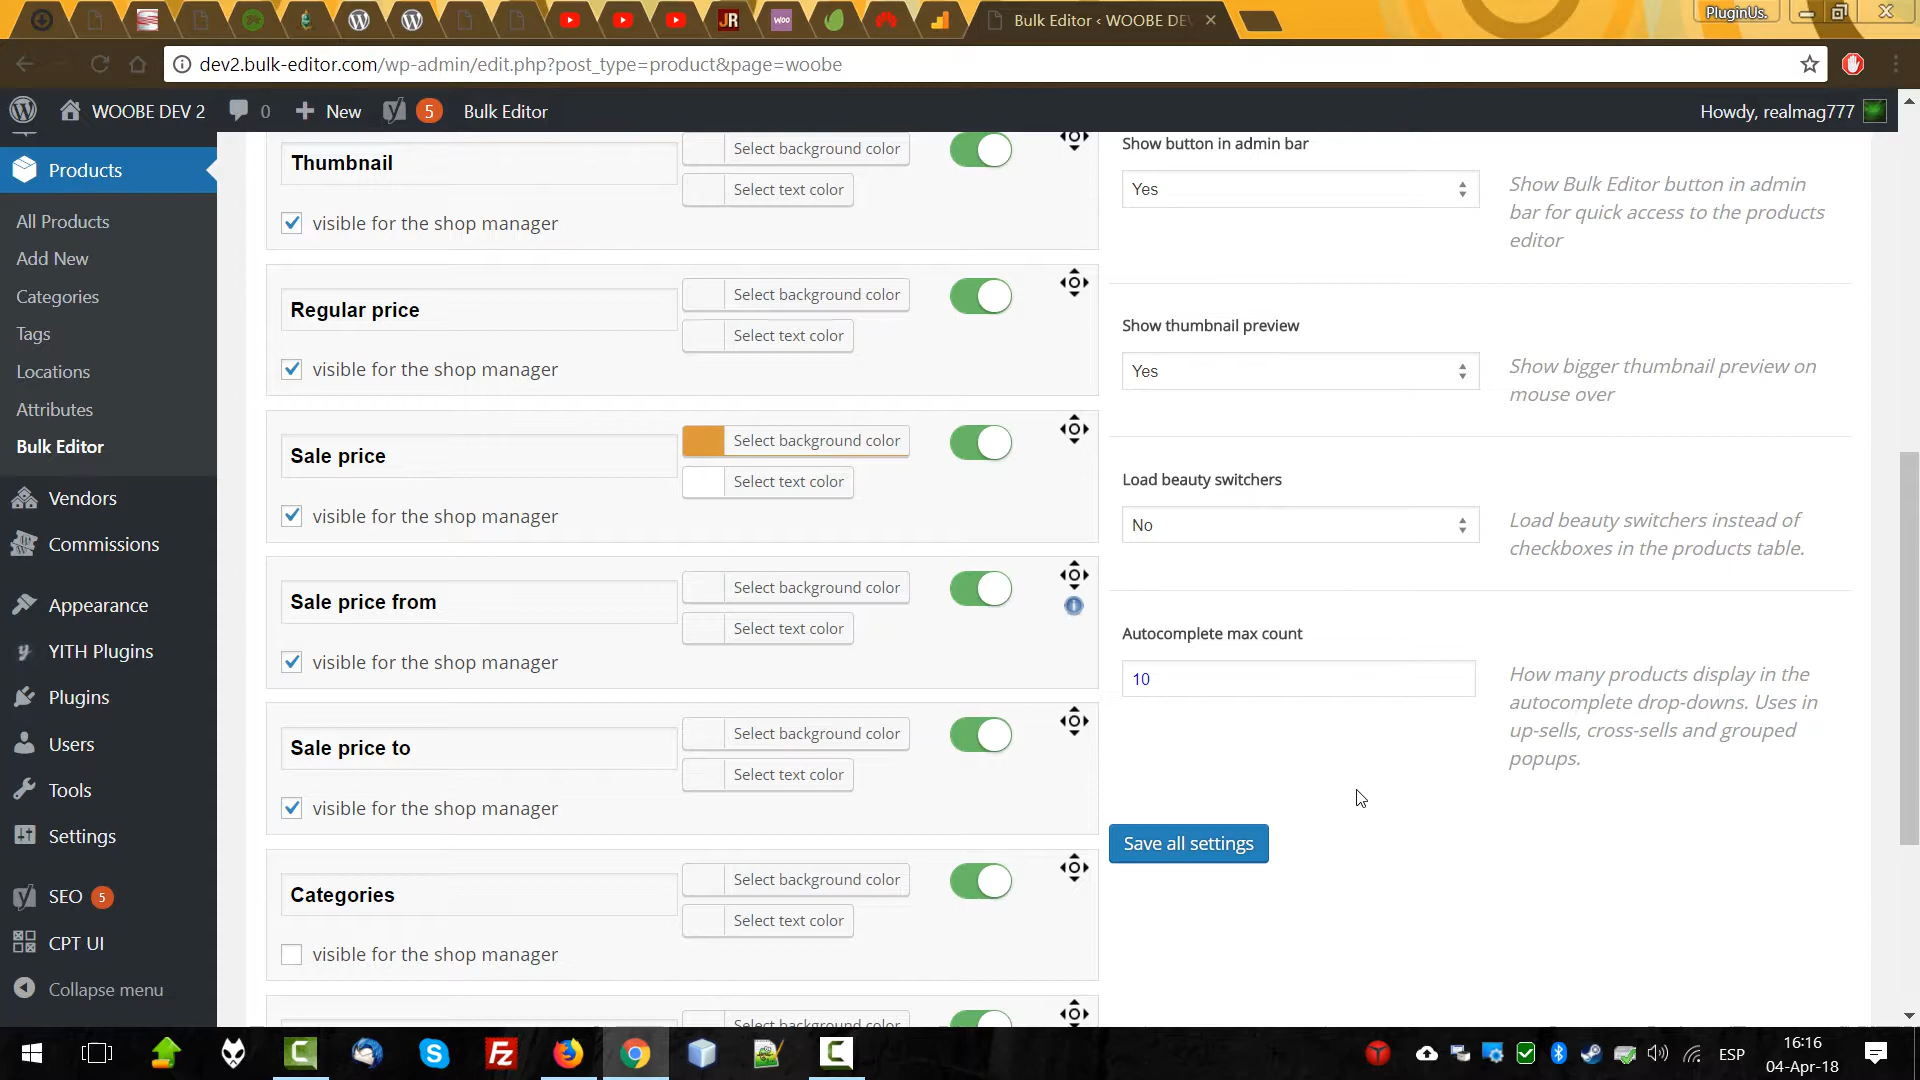 PluginUs.
JR
woo
Bulk Editor ‹ WOOBE DE
dev2.bulk-editor.com/wp-admin/edit.php?post_type=product&page=woobe
WOOBE DEV 2
0
New
5
Bulk Editor
Howdy, realmag777
Products
All Products
Add New
Categories
Tags
Locations
Attributes
Bulk Editor
Vendors
Commissions
Appearance
YITH Plugins
Plugins
Users
Tools
Settings
SEO 5
CPT UI
Collapse menu
Thumbnail
Select background color
Select text color
visible for the shop manager
Regular price
Select background color
Select text color
visible for the shop manager
Sale price
Select background color
Select text color
visible for the shop manager
Sale price from
Select background color
Select text color
visible for the shop manager
Sale price to
Select background color
Select text color
visible for the shop manager
Categories
Select background color
Select text color
visible for the shop manager
Select background color
Show button in admin bar
Yes
Show Bulk Editor button in admin
bar for quick access to the products
editor
Show thumbnail preview
Yes
Show bigger thumbnail preview on
mouse over
Load beauty switchers
No
Load beauty switchers instead of
checkboxes in the products table.
Autocomplete max count
10
How many products display in the
autocomplete drop-downs. Uses in
up-sells, cross-sells and grouped
popups.
Save all settings
ESP
16:16
04-Apr-18